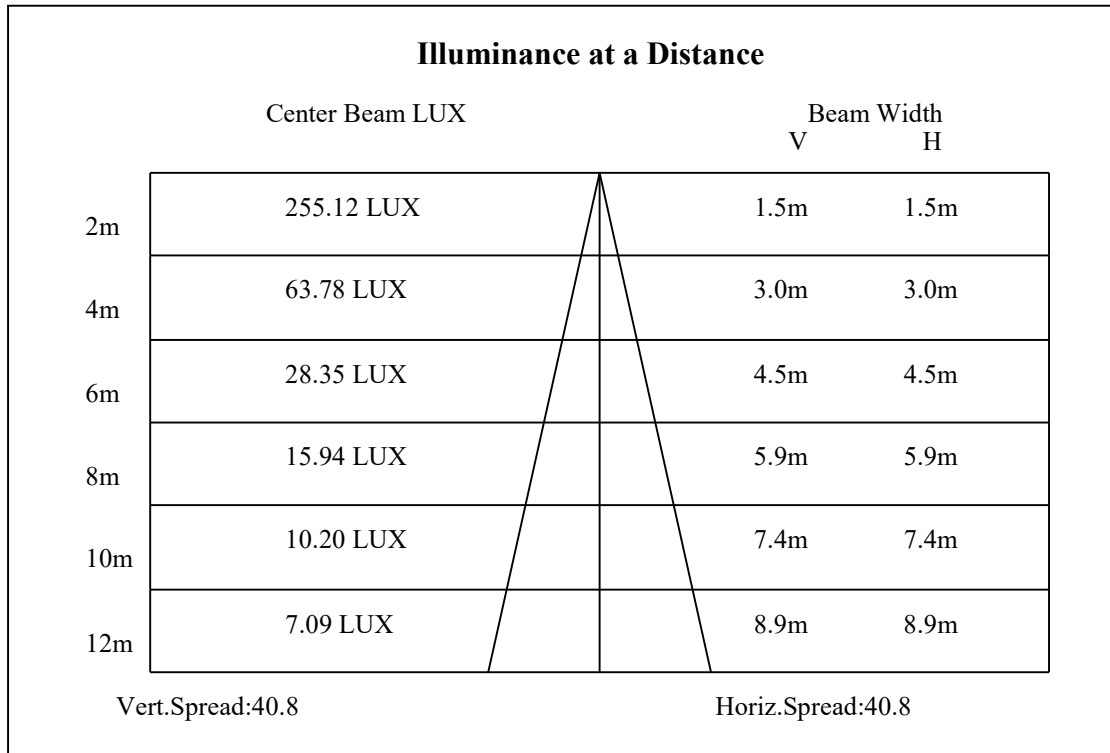 Illuminance at a Distance
Center Beam LUX Beam Width
V H
2m 255.12 LUX 1.5m 1.5m
4m 63.78 LUX 3.0m 3.0m
6m 28.35 LUX 4.5m 4.5m
8m 15.94 LUX 5.9m 5.9m
10m 10.20 LUX 7.4m 7.4m
12m 7.09 LUX 8.9m 8.9m
Vert.Spread:40.8 Horiz.Spread:40.8